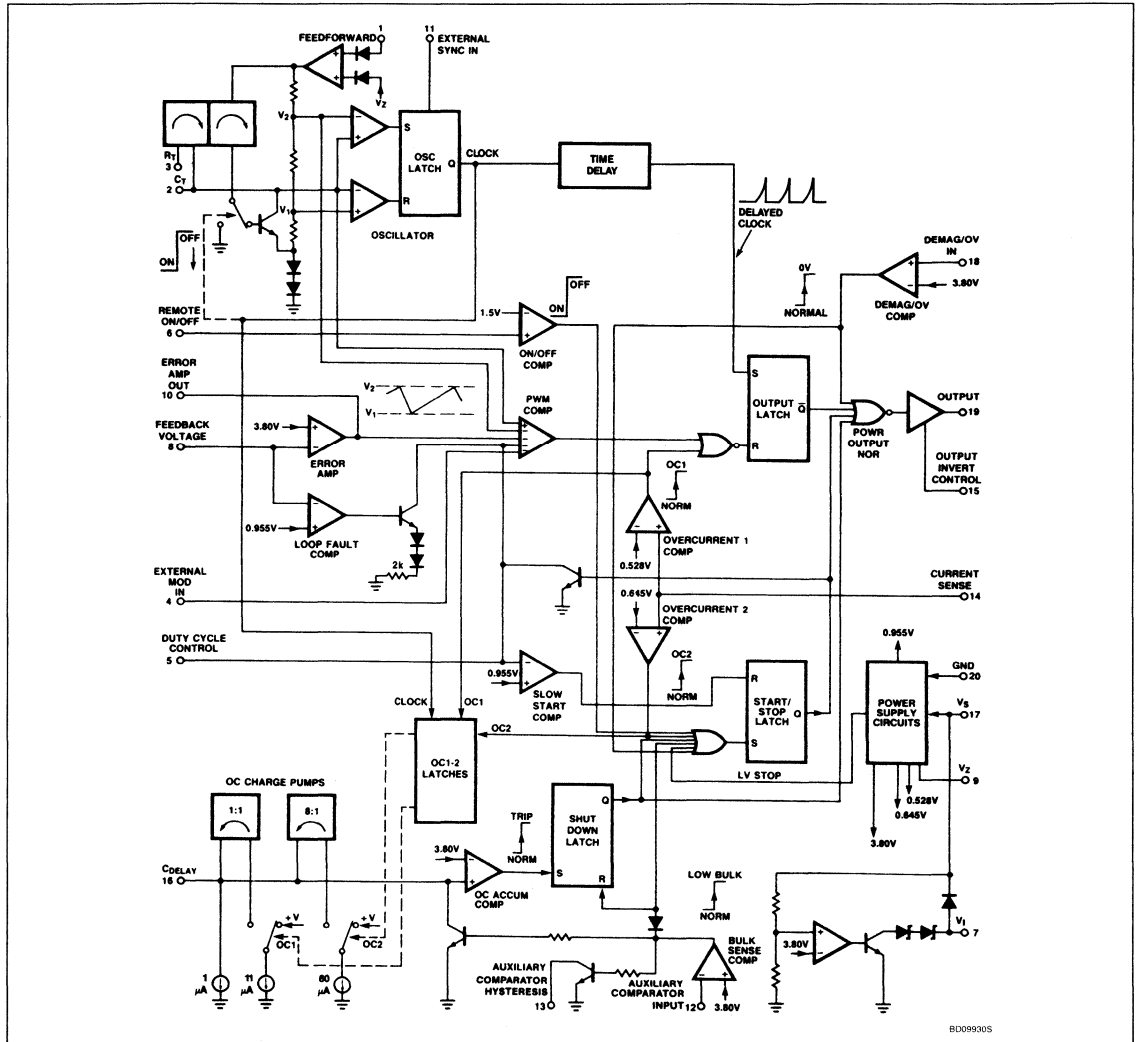 FEEDFORWARD
1
11
EXTERNAL
SYNC IN
VZ
V2
S
OSC
LATCH
Q
CLOCK
TIME
DELAY
RT
3
CT
2
R
V1
OSCILLATOR
DELAYED
CLOCK
DEMAG/OV
IN
18
3.80V
DEMAG/OV
COMP
0V
NORMAL
OFF
ON
OFF
ON
1.5V
ON/OFF
COMP
REMOTE
ON/OFF
6
ERROR
AMP
OUT
10
V2
V1
PWM
COMP
S
OUTPUT
LATCH
Q
R
OUTPUT
19
POWR
OUTPUT
NOR
FEEDBACK
VOLTAGE
8
3.80V
ERROR
AMP
OUTPUT
INVERT
CONTROL
15
OC1
NORM
0.955V
LOOP FAULT
COMP
OVERCURRENT 1
COMP
0.528V
2k
EXTERNAL
MOD
IN
4
0.645V
OVERCURRENT 2
COMP
CURRENT
SENSE
14
DUTY CYCLE
CONTROL
5
0.955V
SLOW
START
COMP
OC2
NORM
R
START/
STOP
LATCH
Q
S
0.955V
POWER
SUPPLY
CIRCUITS
GND
20
VS
17
VZ
9
CLOCK
OC1
OC2
OC1-2
LATCHES
LV STOP
0.528V
0.645V
3.80V
OC CHARGE PUMPS
1:1
8:1
Q
SHUT
DOWN
LATCH
S
R
TRIP
NORM
3.80V
OC ACCUM
COMP
CDELAY
16
LOW BULK
NORM
+V
OC1
+V
OC2
BULK
SENSE
COMP
3.80V
VI
7
1
µA
11
µA
60
µA
AUXILIARY
COMPARATOR
HYSTERESIS
13
AUXILIARY
COMPARATOR
INPUT
12
3.80V
BD09930S